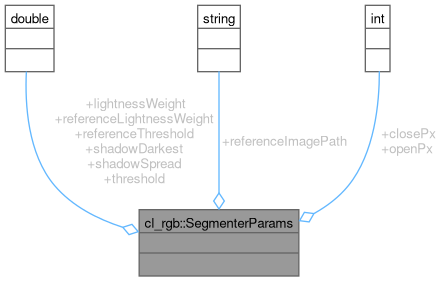 double
string
int
+lightnessWeight
+referenceLightnessWeight
+referenceThreshold
+shadowDarkest
+shadowSpread
+threshold
+referenceImagePath
+closePx
+openPx
cl_rgb::SegmenterParams